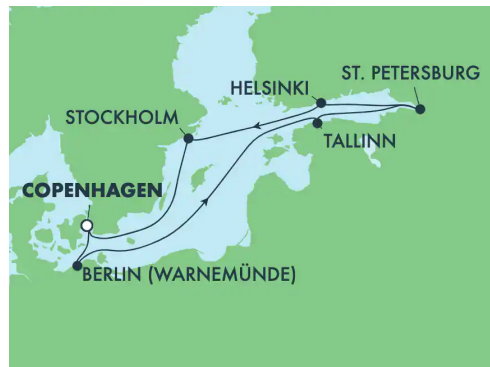 ST. PETERSBURG
HELSINKI
STOCKHOLM
TALLINN
COPENHAGEN
BERLIN (WARNEMÜNDE)